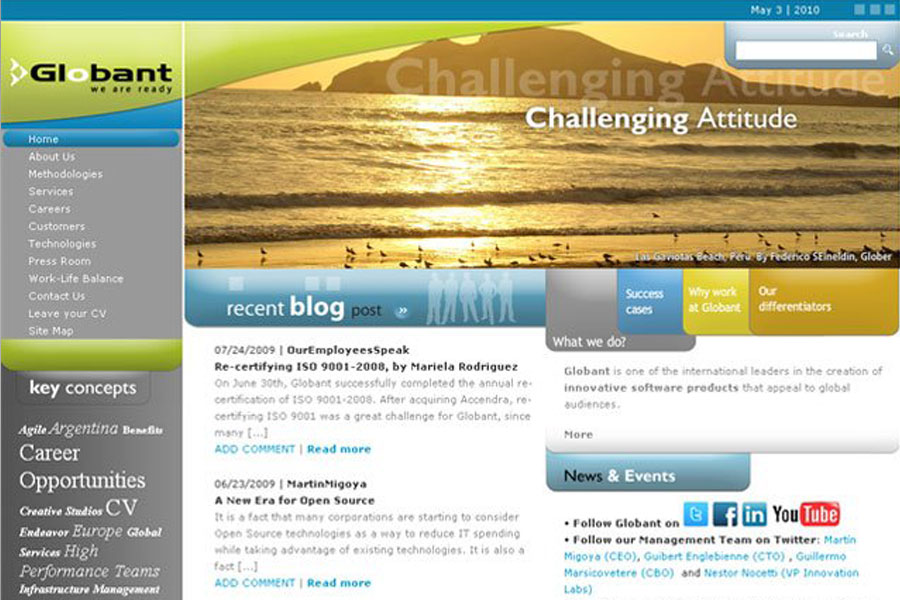 May 3 | 2010
Search
Globant
we are ready
Challenging Attitude
Challenging Attitude
Las Gaviotas Beach, Peru. By Federico SEineldin, Glober
Home
About Us
Methodologies
Services
Careers
Customers
Technologies
Press Room
Work-Life Balance
Contact Us
Leave your CV
Site Map
key concepts
Agile Argentina Benefits
Career
Opportunities
Creative Studios CV
Endeavor Europe Global
Services High
Performance Teams
Infrastructure Management
recent blog post »
07/24/2009 | OurEmployeesSpeak
Re-certifying ISO 9001-2008, by Mariela Rodriguez
On June 30th, Globant successfully completed the annual re-
certification of ISO 9001-2008. After acquiring Accendra, re-
certifying ISO 9001 was a great challenge for Globant, since
many [...]
ADD COMMENT | Read more
06/23/2009 | MartinMigoya
A New Era for Open Source
It is a fact that many corporations are starting to consider
Open Source technologies as a way to reduce IT spending
while taking advantage of existing technologies. It is also a
fact [...]
ADD COMMENT | Read more
What we do?
Success
cases
Why work
at Globant
Our
differentiators
Globant is one of the international leaders in the creation of
innovative software products that appeal to global
audiences.
More
News & Events
• Follow Globant on t f in YouTube
• Follow our Management Team on Twitter: Martín
Migoya (CEO), Guibert Englebienne (CTO) , Guillermo
Marsicovetere (CBO) and Nestor Nocetti (VP Innovation
Labs)